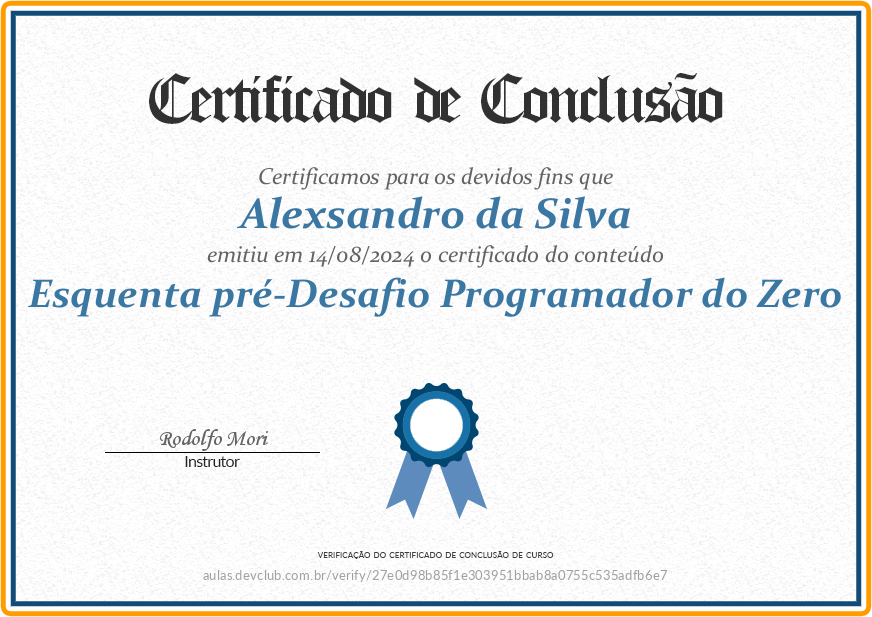 Certificado de Conclusão
Certificamos para os devidos fins que
Alexsandro da Silva
emitiu em 14/08/2024 o certificado do conteúdo
Esquenta pré-Desafio Programador do Zero
Rodolfo Mori
Instrutor
VERIFICAÇÃO DO CERTIFICADO DE CONCLUSÃO DE CURSO
aulas.devclub.com.br/verify/27e0d98b85f1e303951bbab8a0755c535adfb6e7